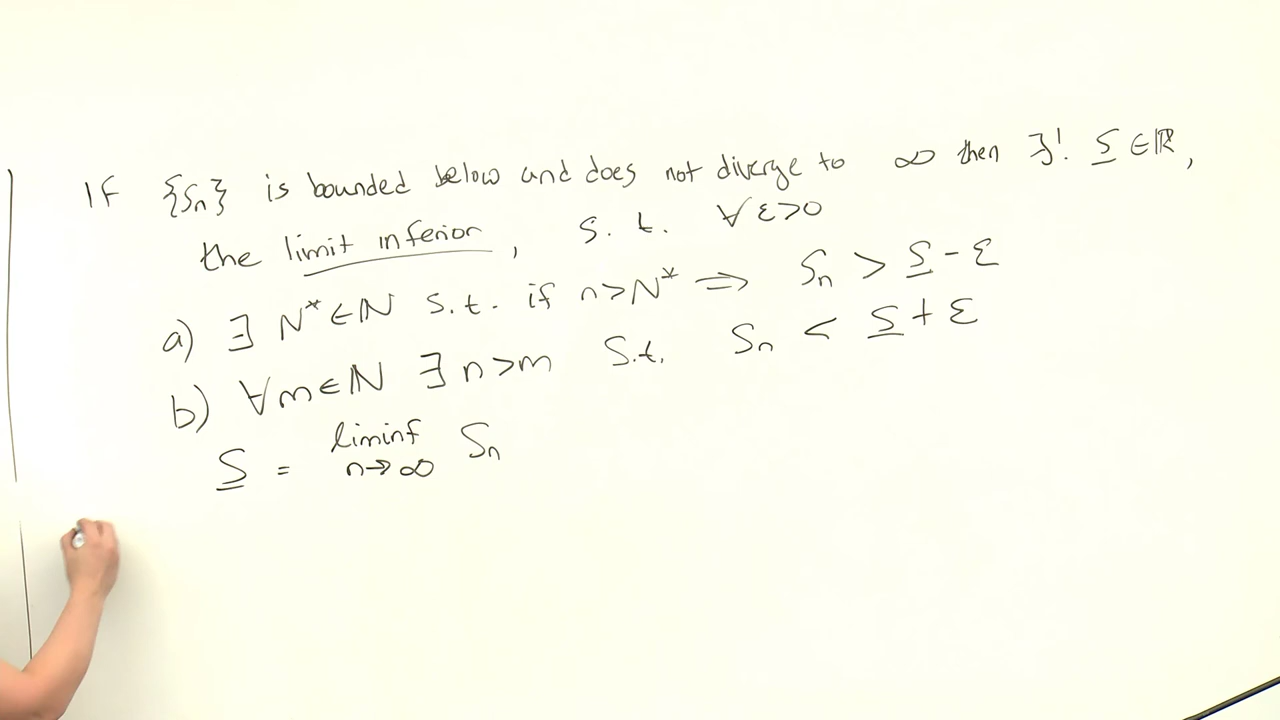 If {Sₙ} is bounded below and does not diverge to ∞ then ∃! S̲ ∈ ℝ,
the limit inferior, s.t. ∀ ε>0
a) ∃ N* ∈ ℕ s.t. if n>N* ⟹ Sₙ > S̲ - ε
b) ∀m∈ℕ ∃ n>m s.t. Sₙ < S̲ + ε
S̲ = liminf n→∞ Sₙ